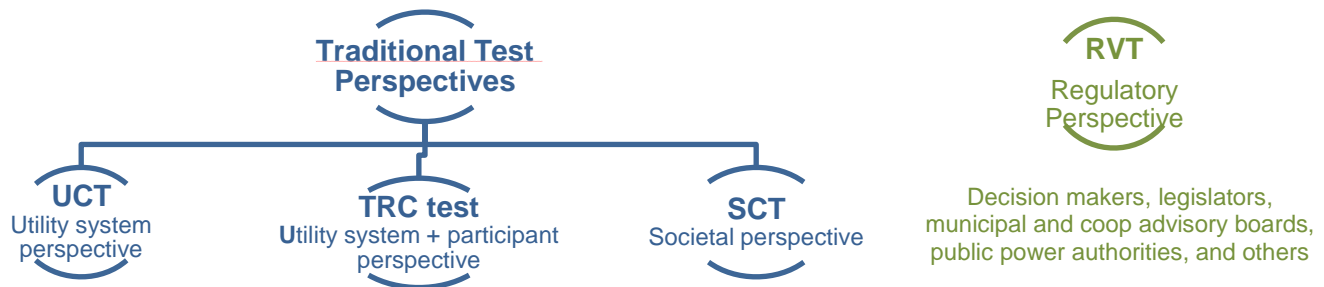 Traditional Test
Perspectives
UCT
Utility system
perspective
TRC test
Utility system + participant
perspective
SCT
Societal perspective
RVT
Regulatory
Perspective
Decision makers, legislators,
municipal and coop advisory boards,
public power authorities, and others